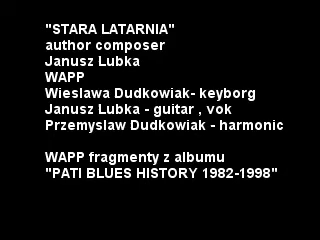 "STARA LATARNIA"
author composer
Janusz Lubka
WAPP
Wieslawa Dudkowiak- keyborg
Janusz Lubka - guitar , vok
Przemyslaw Dudkowiak - harmonic
WAPP fragmenty z albumu
"PATI BLUES HISTORY 1982-1998"